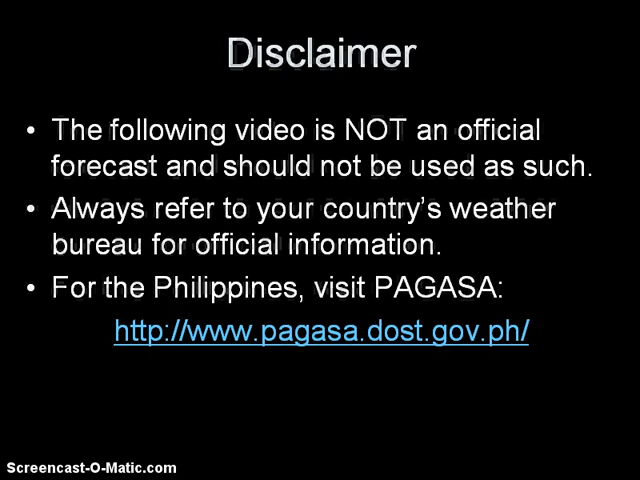 Disclaimer
• The following video is NOT an official
forecast and should not be used as such.
• Always refer to your country's weather
bureau for official information.
• For the Philippines, visit PAGASA:
http://www.pagasa.dost.gov.ph/
Screencast-O-Matic.com